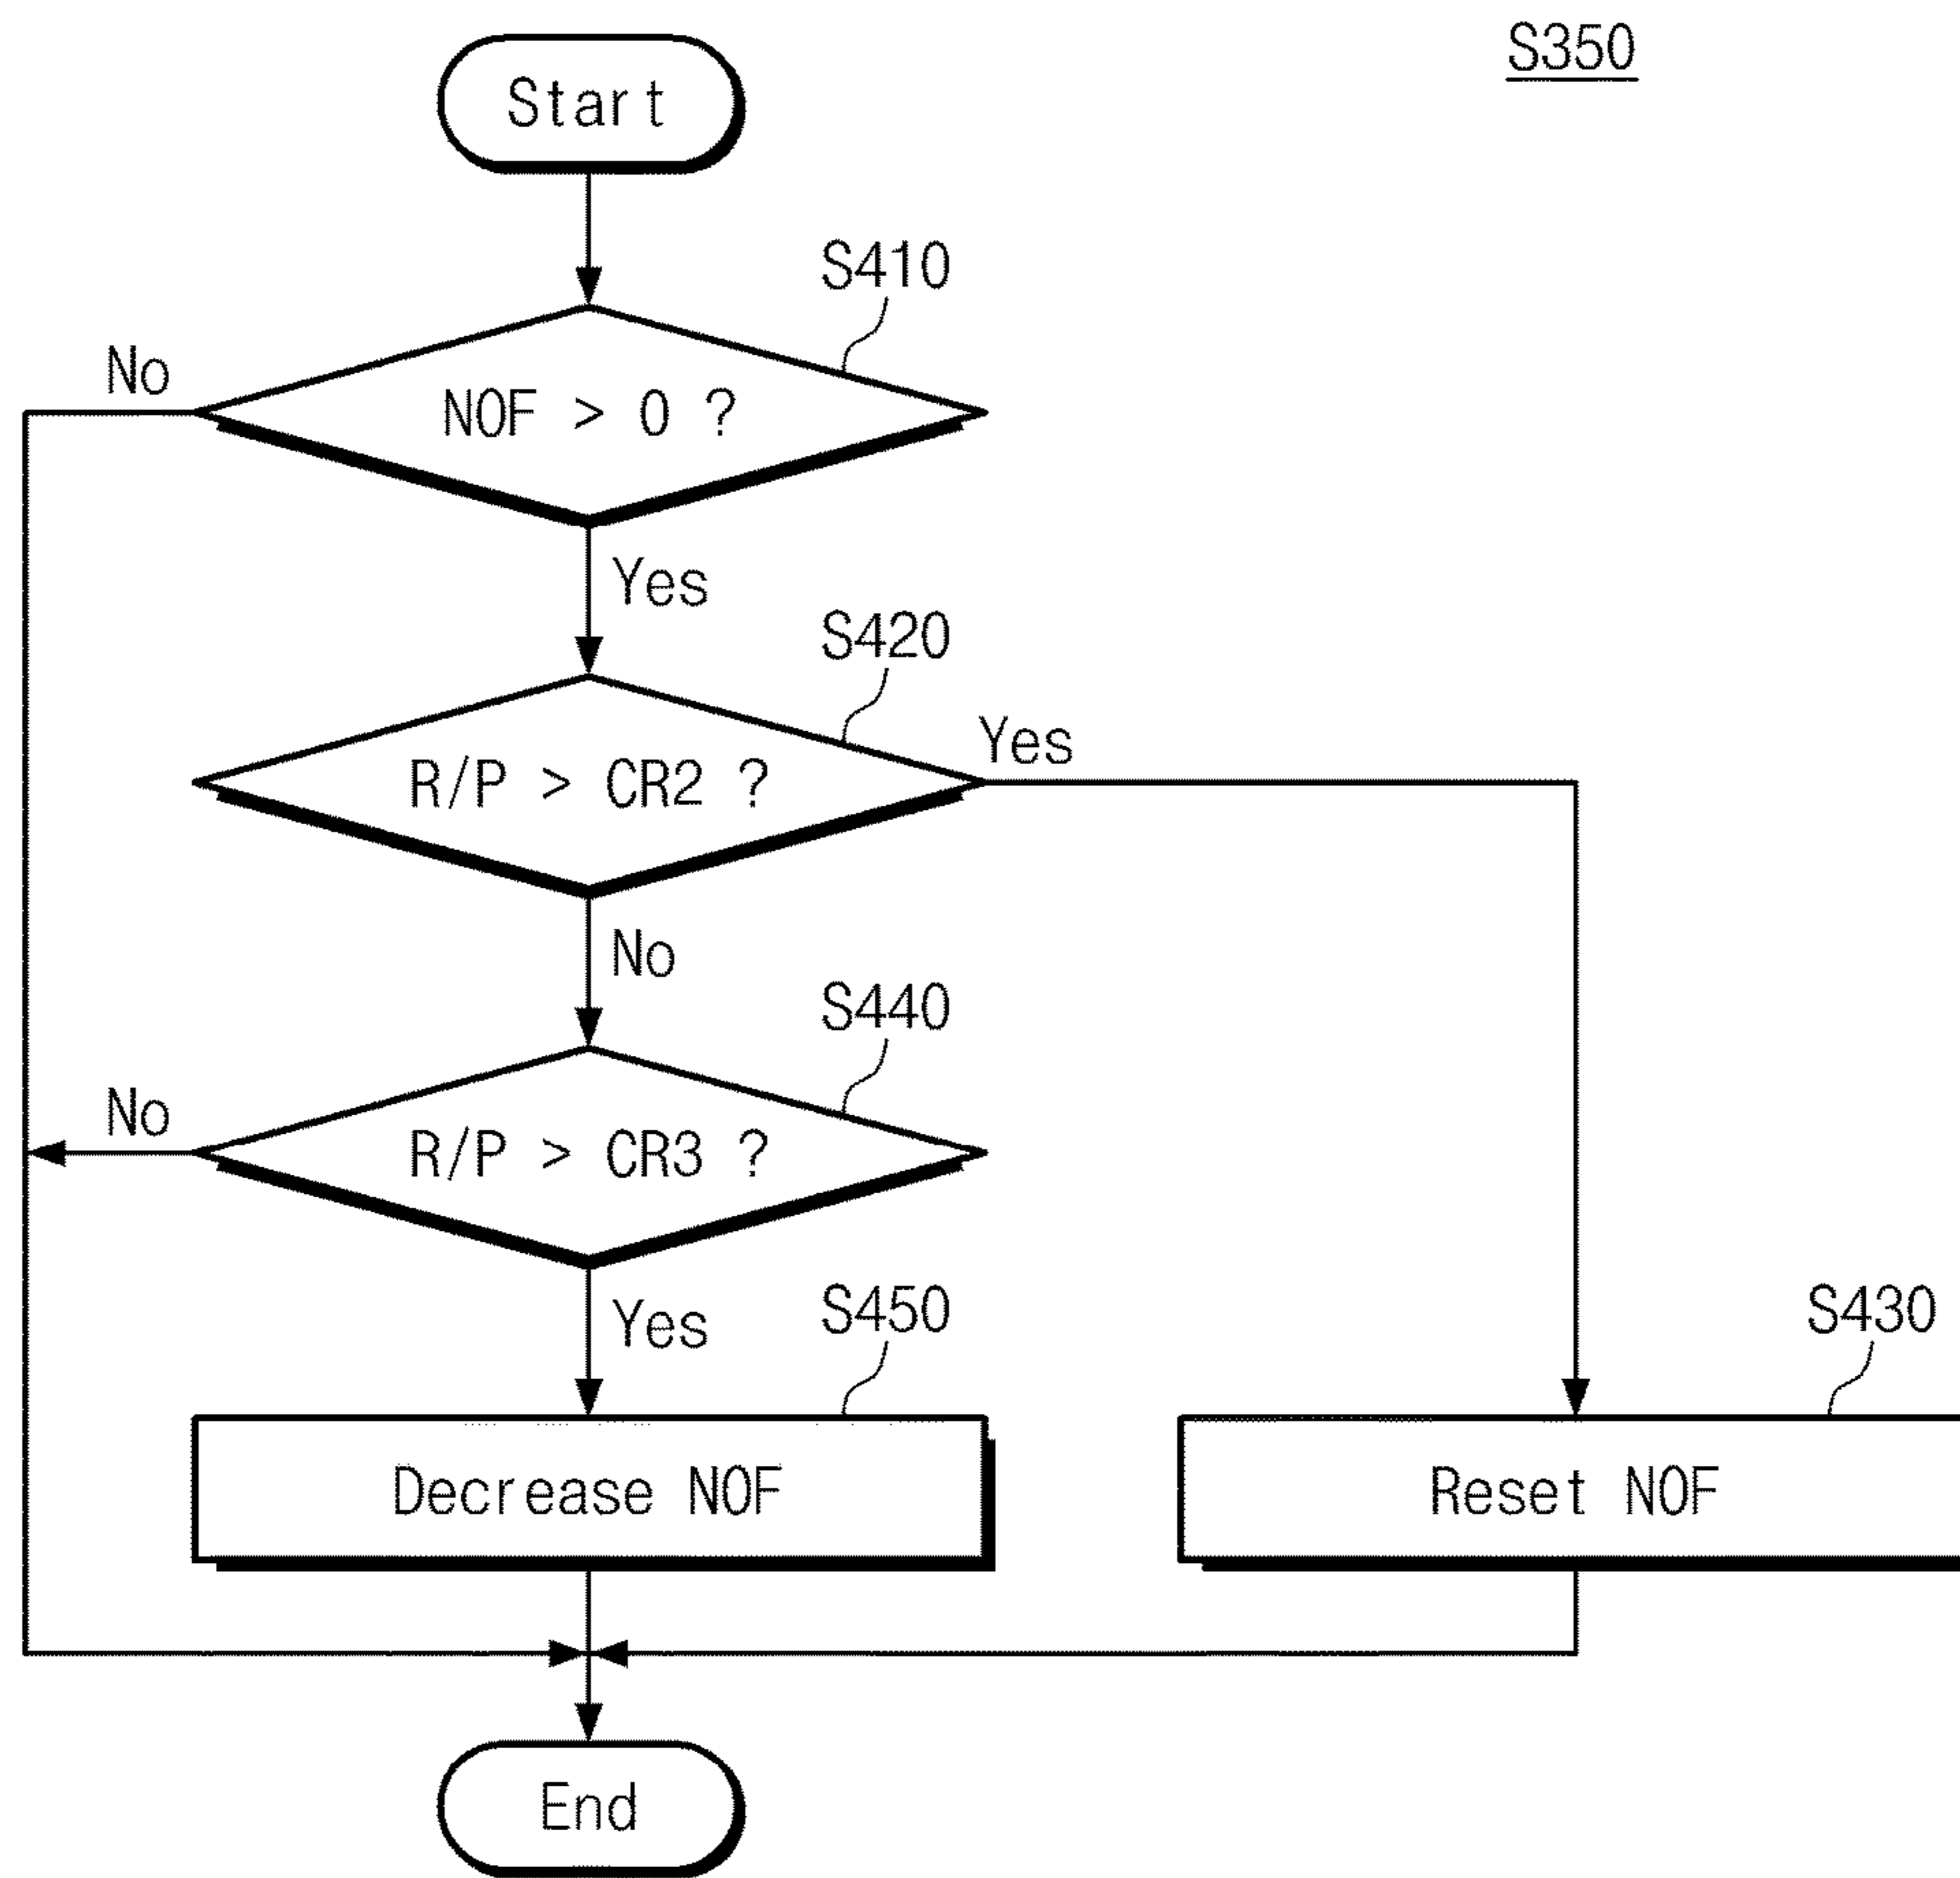 S350
Start
S410
No
NOF > 0 ?
Yes
S420
Yes
R/P > CR2 ?
No
S440
No
R/P > CR3 ?
Yes
S450
S430
Decrease NOF
Reset NOF
End